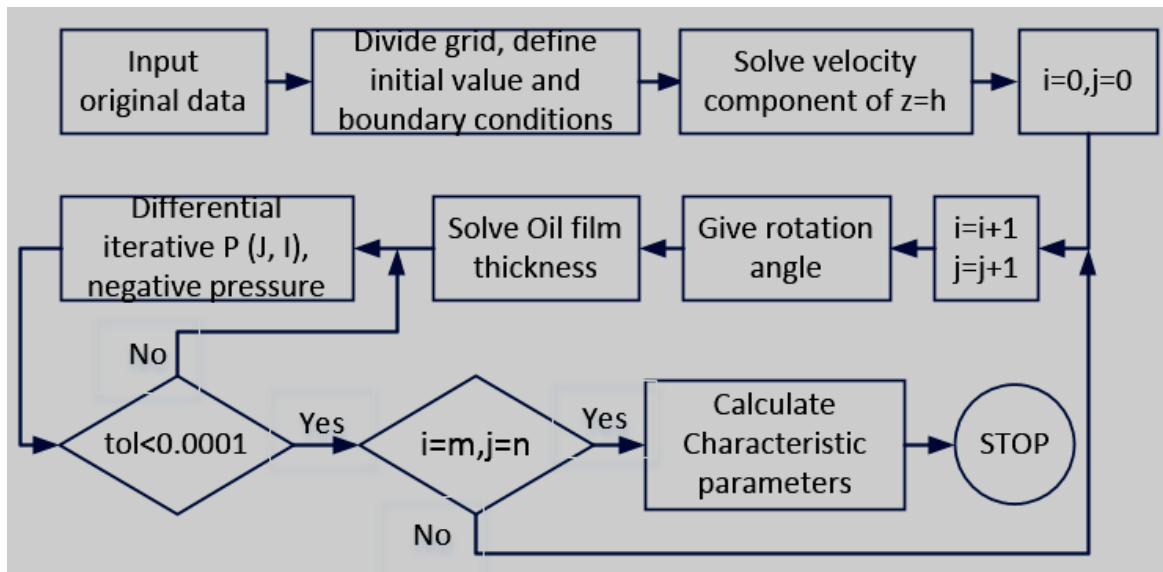 Input
original data
Divide grid, define
initial value and
boundary conditions
Solve velocity
component of z=h
i=0,j=0
Differential
iterative P (J, I),
negative pressure
Solve Oil film
thickness
Give rotation
angle
i=i+1
j=j+1
No
tol<0.0001
Yes
i=m,j=n
Yes
Calculate
Characteristic
parameters
STOP
No